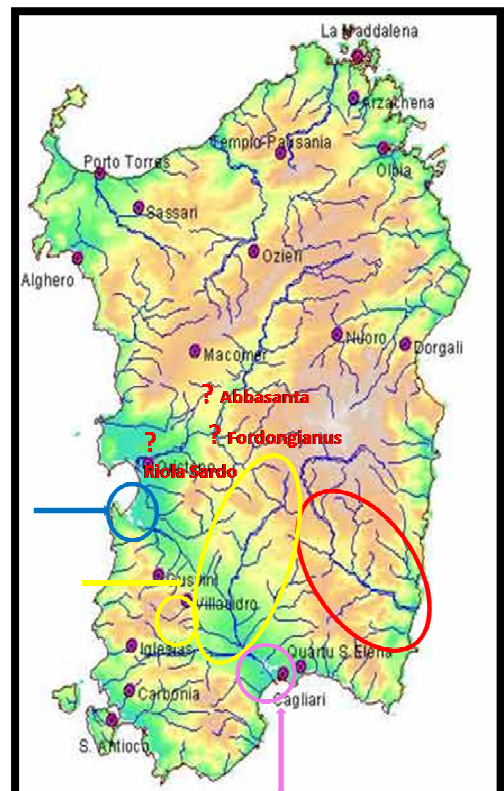 La Maddalena
Arzachena
Tempio Pausania
Olbia
Porto Torres
Sassari
Ozieri
Alghero
Nuoro
Dorgali
Macomer
? Abbasanta
? Fordongianus
?
Riola Sardo
Guspini
Villacidro
Iglesias
Quartu S.Elena
Carbonia
Cagliari
S. Antioco